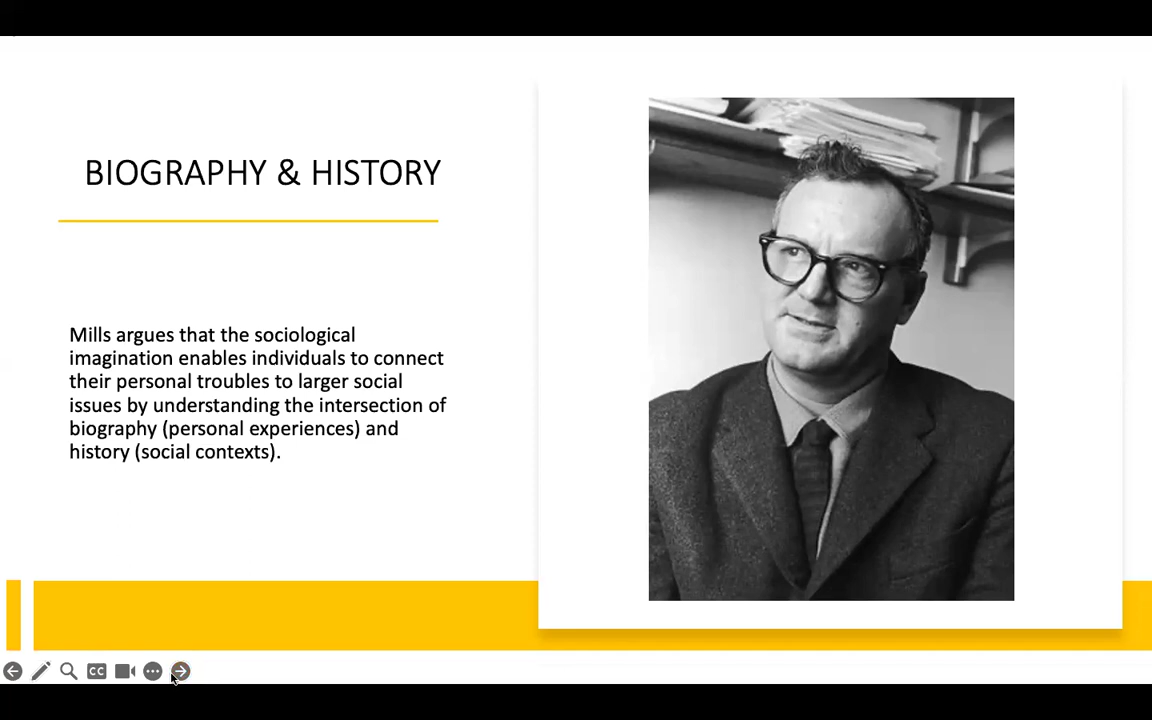 BIOGRAPHY & HISTORY
Mills argues that the sociological
imagination enables individuals to connect
their personal troubles to larger social
issues by understanding the intersection of
biography (personal experiences) and
history (social contexts).
CC